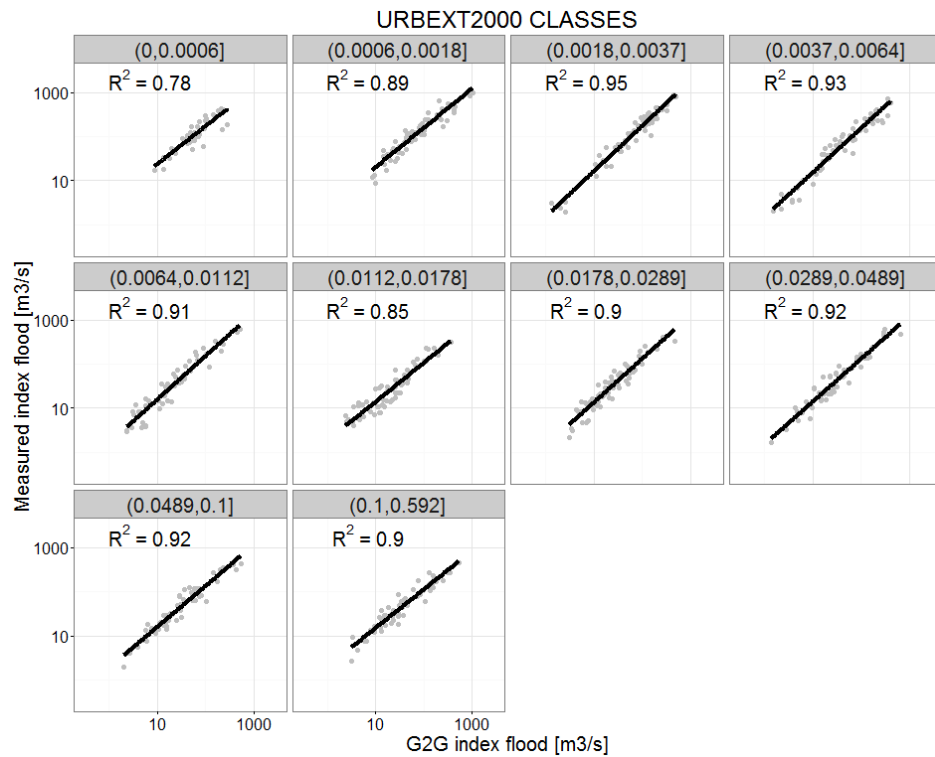 URBEXT2000 CLASSES
(0,0.0006] (0.0006,0.0018] (0.0018,0.0037] (0.0037,0.0064]
R² = 0.78 R² = 0.89 R² = 0.95 R² = 0.93
1000
10
(0.0064,0.0112] (0.0112,0.0178] (0.0178,0.0289] (0.0289,0.0489]
R² = 0.91 R² = 0.85 R² = 0.9 R² = 0.92
1000
10
Measured index flood [m3/s]
(0.0489,0.1] (0.1,0.592]
R² = 0.92 R² = 0.9
1000
10
10 1000 10 1000
G2G index flood [m3/s]